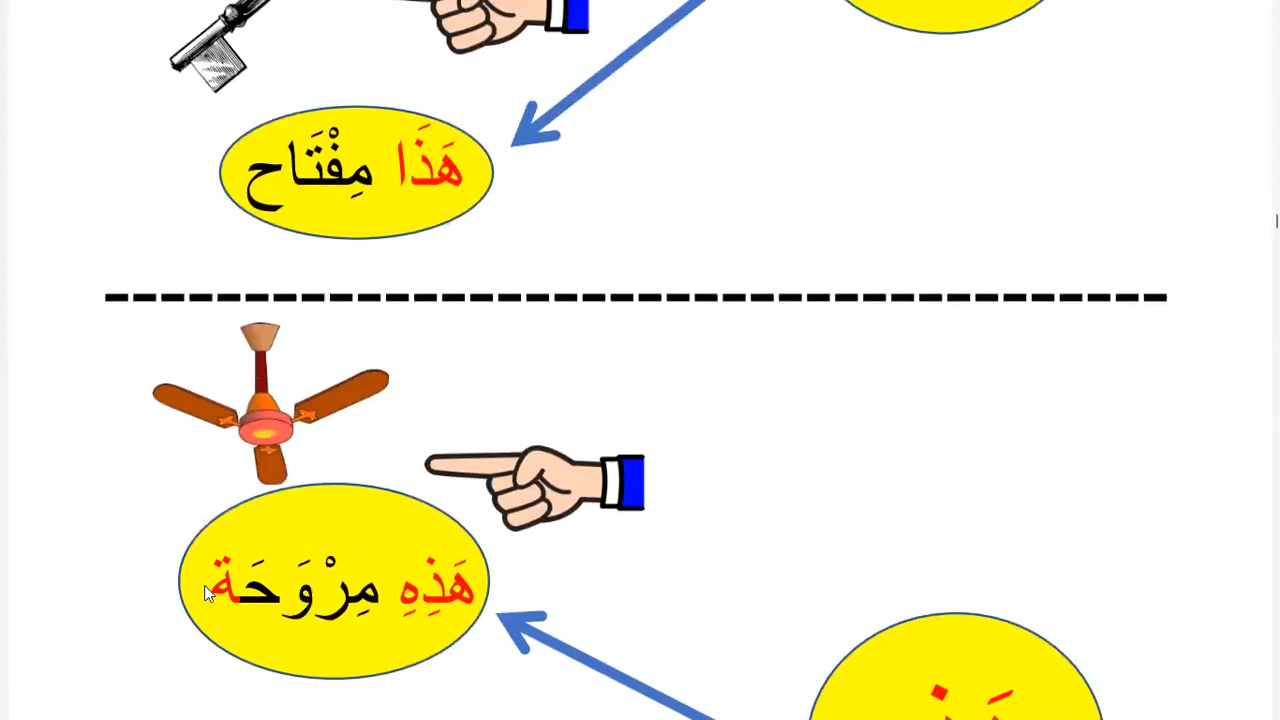 هَذَا مِفْتَاح
هَذِهِ مِرْوَحَة